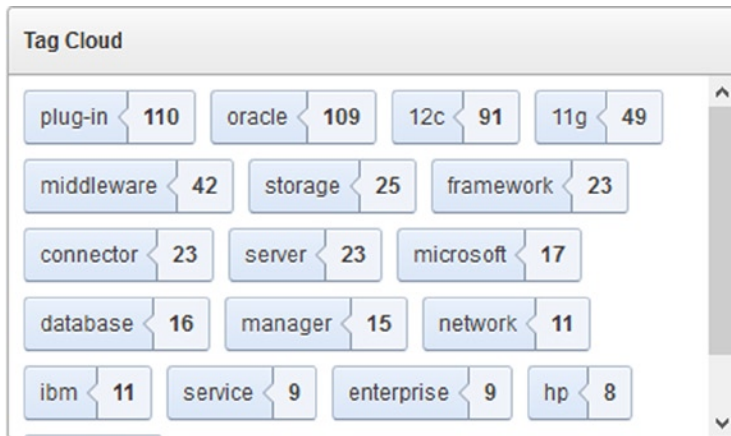 Tag Cloud
plug-in 110 oracle 109 12c 91 11g 49
middleware 42 storage 25 framework 23
connector 23 server 23 microsoft 17
database 16 manager 15 network 11
ibm 11 service 9 enterprise 9 hp 8